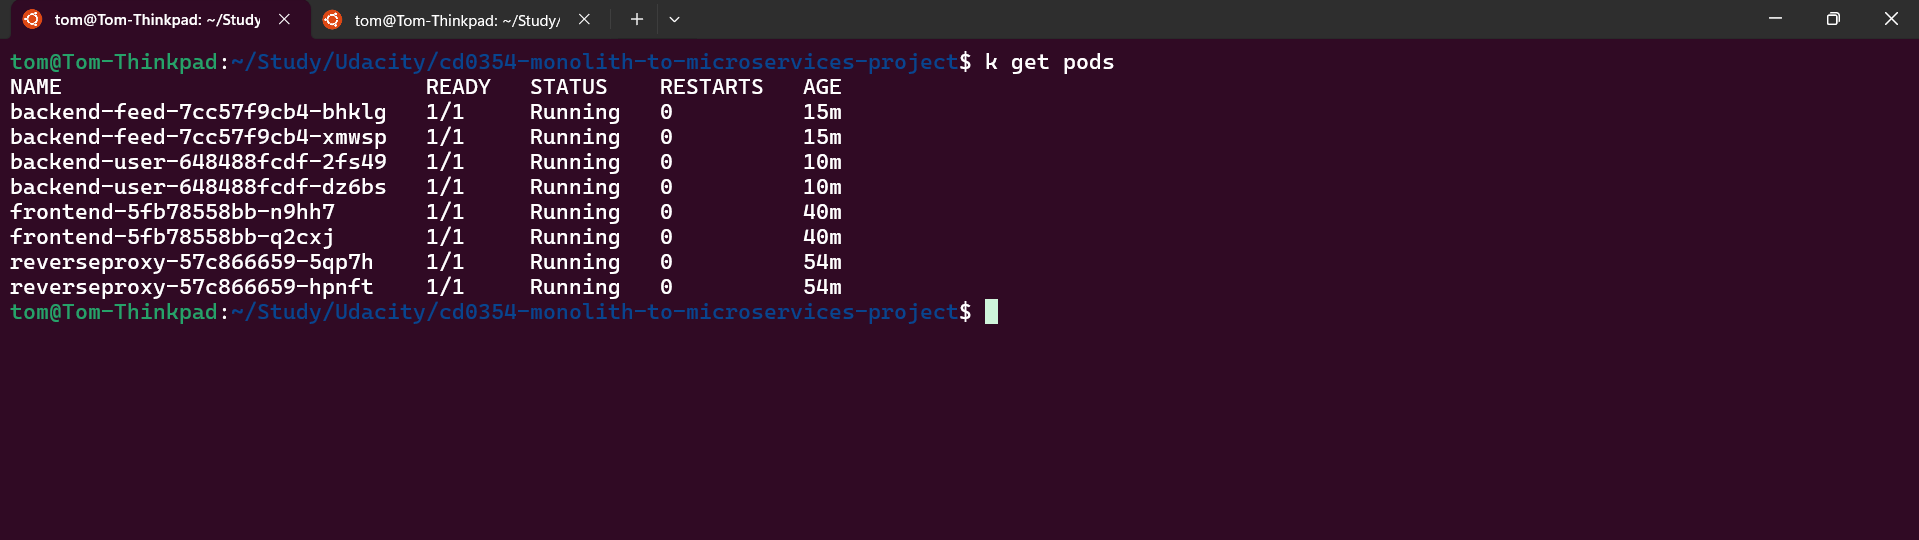 tom@Tom-Thinkpad: ~/Study
tom@Tom-Thinkpad: ~/Study/
tom@Tom-Thinkpad:~/Study/Udacity/cd0354-monolith-to-microservices-project$ k get pods
NAME READY STATUS RESTARTS AGE
backend-feed-7cc57f9cb4-bhklg 1/1 Running 0 15m
backend-feed-7cc57f9cb4-xmwsp 1/1 Running 0 15m
backend-user-648488fcdf-2fs49 1/1 Running 0 10m
backend-user-648488fcdf-dz6bs 1/1 Running 0 10m
frontend-5fb78558bb-n9hh7 1/1 Running 0 40m
frontend-5fb78558bb-q2cxj 1/1 Running 0 40m
reverseproxy-57c866659-5qp7h 1/1 Running 0 54m
reverseproxy-57c866659-hpnft 1/1 Running 0 54m
tom@Tom-Thinkpad:~/Study/Udacity/cd0354-monolith-to-microservices-project$